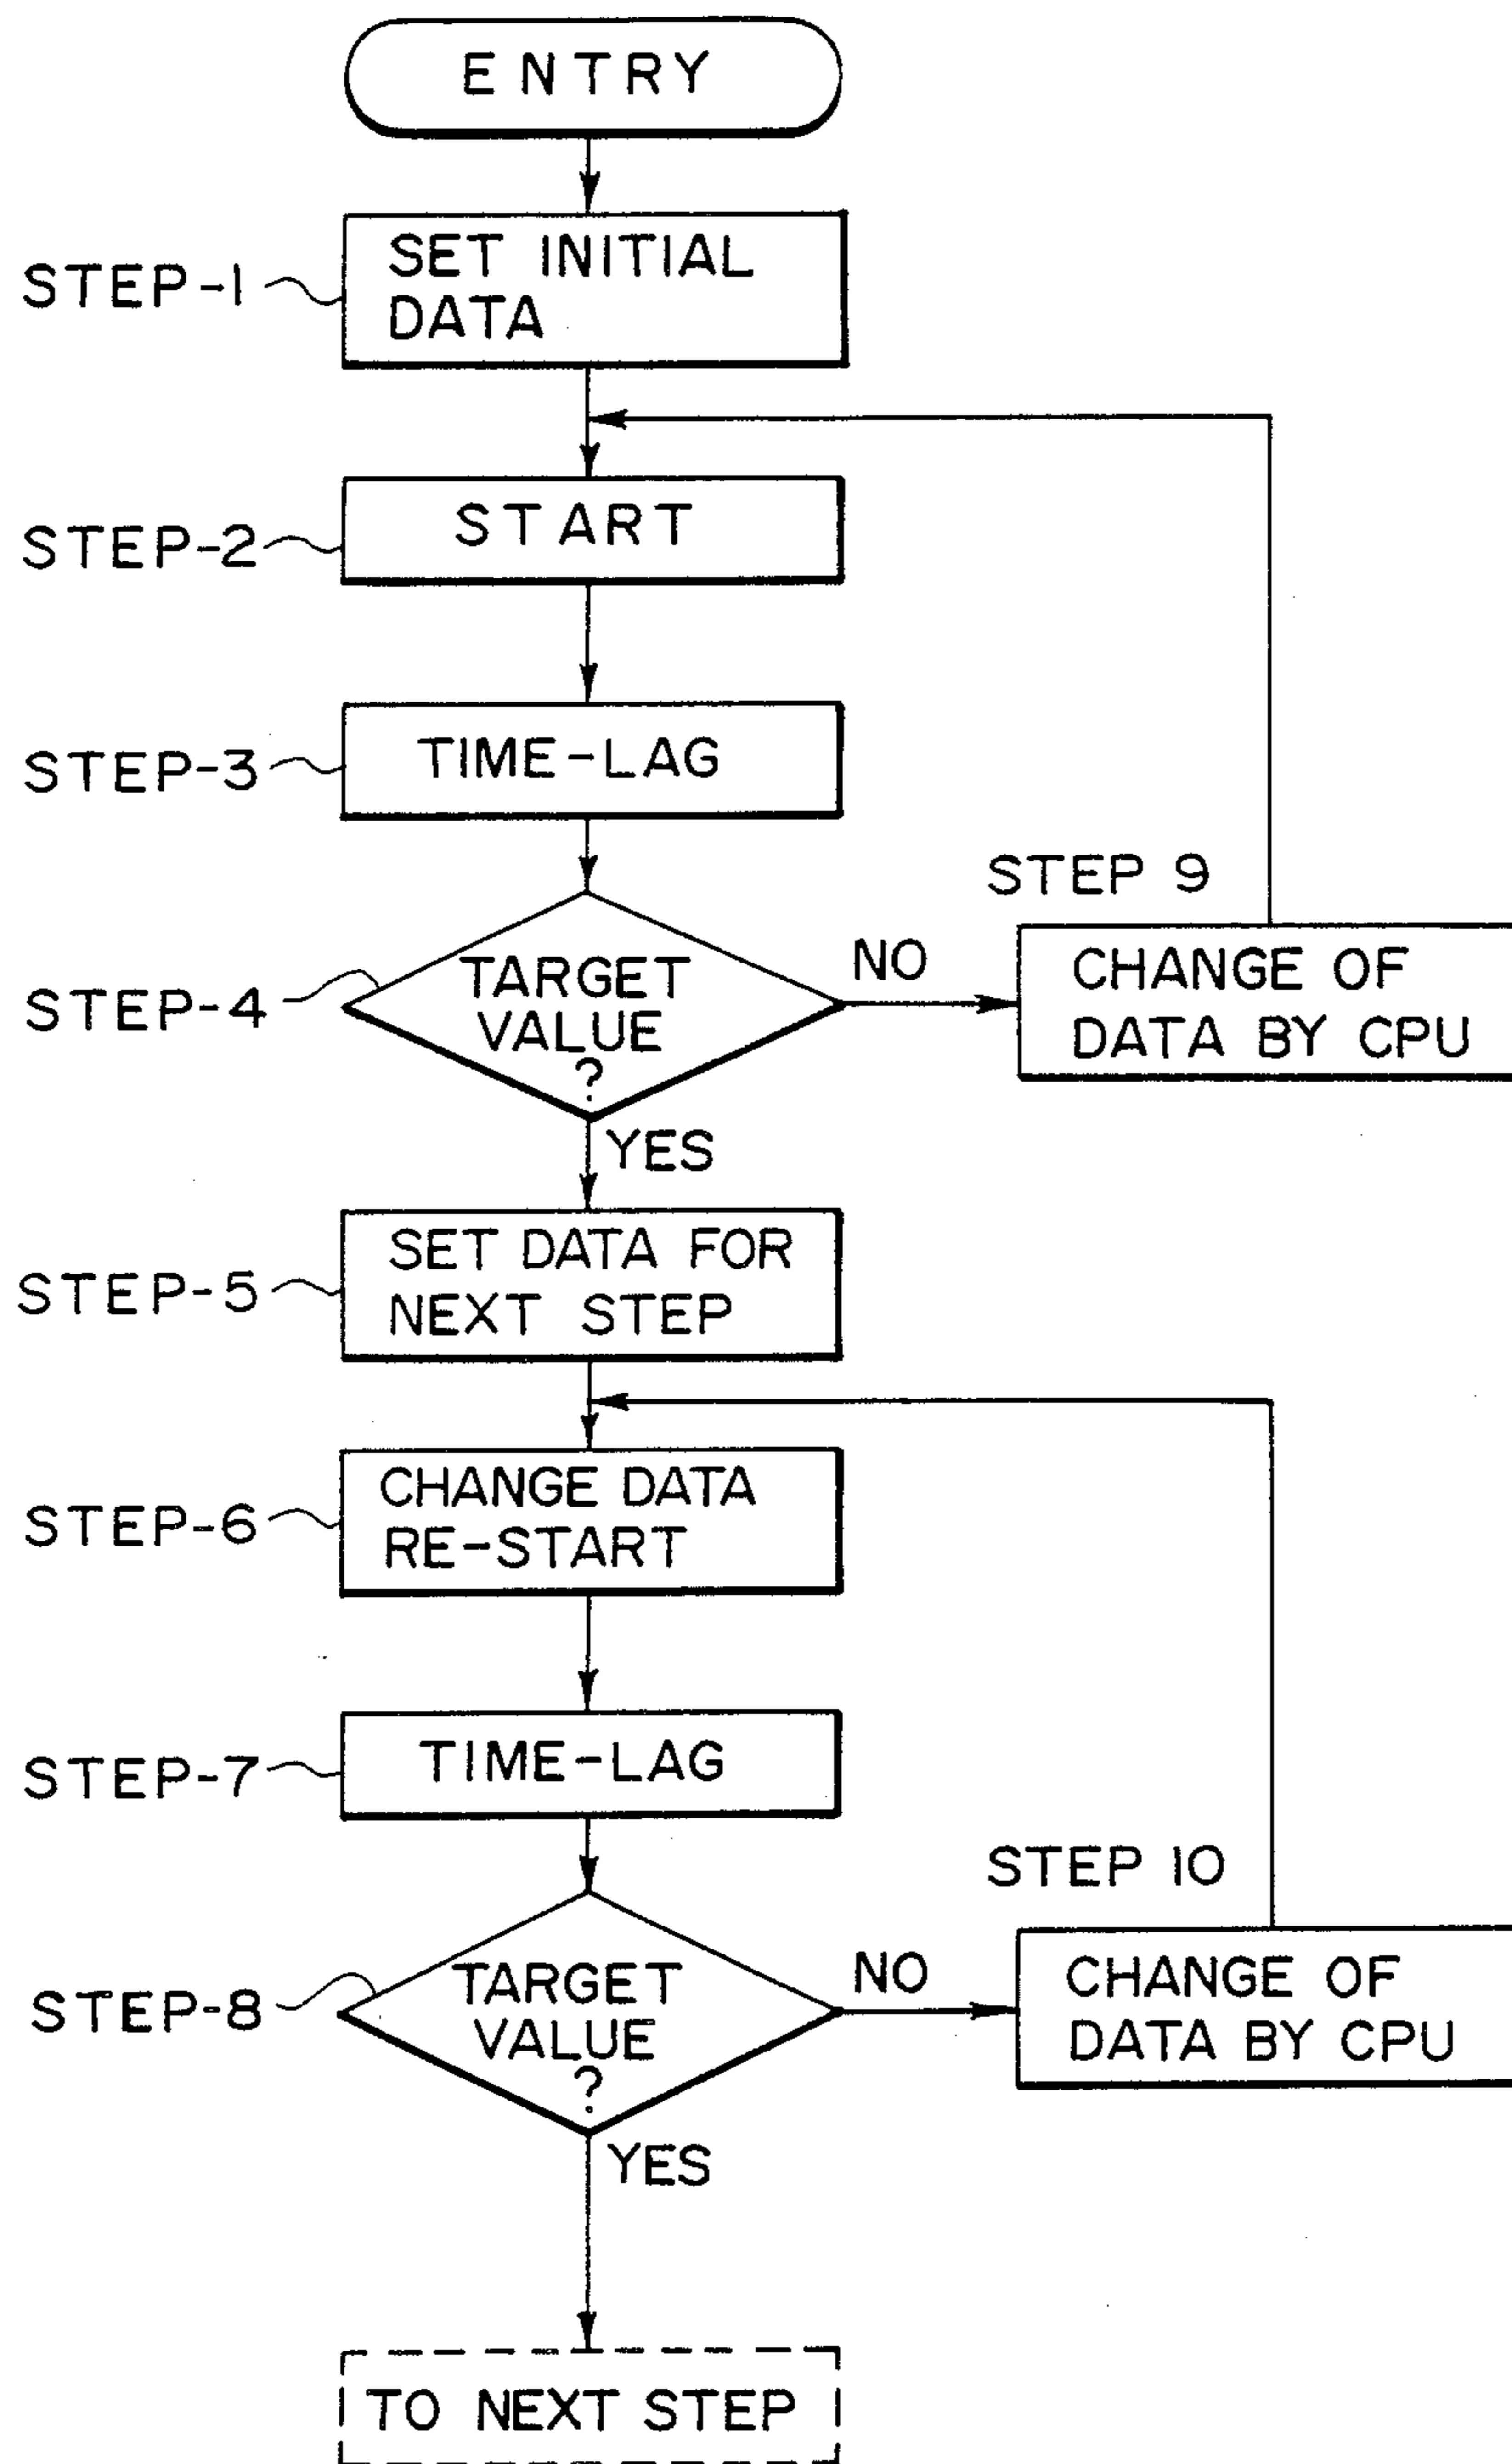 ENTRY
STEP-1
SET INITIAL
DATA
STEP-2
START
STEP-3
TIME-LAG
STEP-4
TARGET
VALUE
?
NO
STEP 9
CHANGE OF
DATA BY CPU
YES
STEP-5
SET DATA FOR
NEXT STEP
STEP-6
CHANGE DATA
RE-START
STEP-7
TIME-LAG
STEP-8
TARGET
VALUE
?
NO
STEP 10
CHANGE OF
DATA BY CPU
YES
TO NEXT STEP